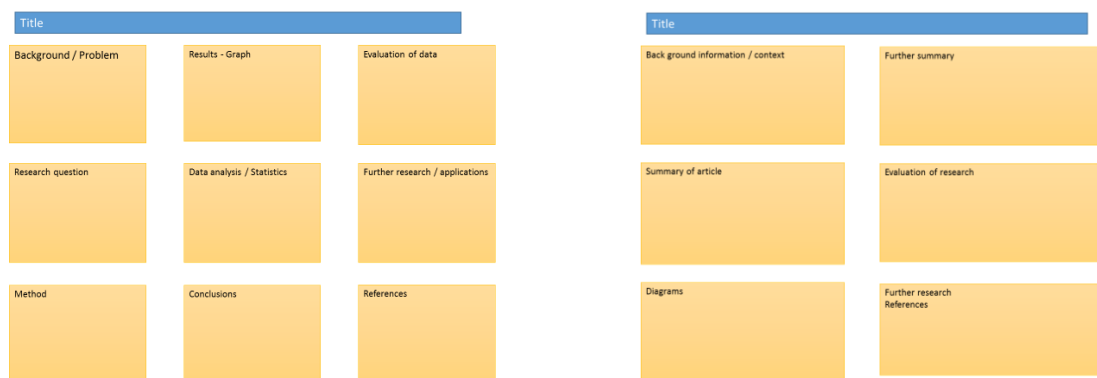 Title
Background / Problem
Results - Graph
Evaluation of data
Research question
Data analysis / Statistics
Further research / applications
Method
Conclusions
References
Title
Back ground information / context
Further summary
Summary of article
Evaluation of research
Diagrams
Further research
References